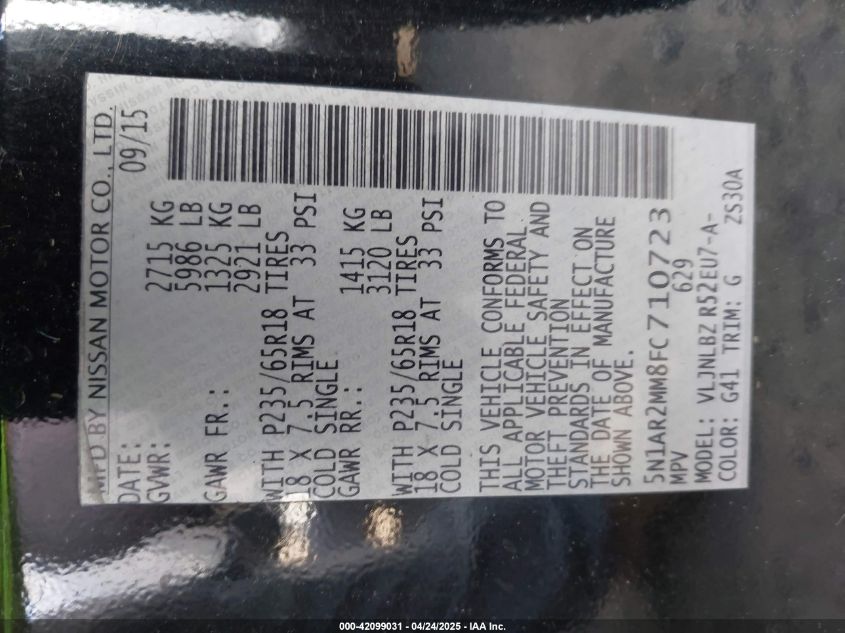 MFD BY NISSAN MOTOR CO., LTD.
DATE: 09/15
GVWR: 2715 KG
5986 LB
GAWR FR.: 1325 KG
2921 LB
WITH P235/65R18 TIRES
18 X 7.5 RIMS AT 33 PSI
COLD SINGLE
GAWR RR.: 1415 KG
3120 LB
WITH P235/65R18 TIRES
18 X 7.5 RIMS AT 33 PSI
COLD SINGLE
THIS VEHICLE CONFORMS TO
ALL APPLICABLE FEDERAL
MOTOR VEHICLE SAFETY AND
THEFT PREVENTION
STANDARDS IN EFFECT ON
THE DATE OF MANUFACTURE
SHOWN ABOVE.
5N1AR2MM8FC710723
MPV 629
MODEL: VLJNLBZ R52EU7-A-
COLOR: G41 TRIM: G ZS30A
000-42099031 - 04/24/2025 - IAA Inc.